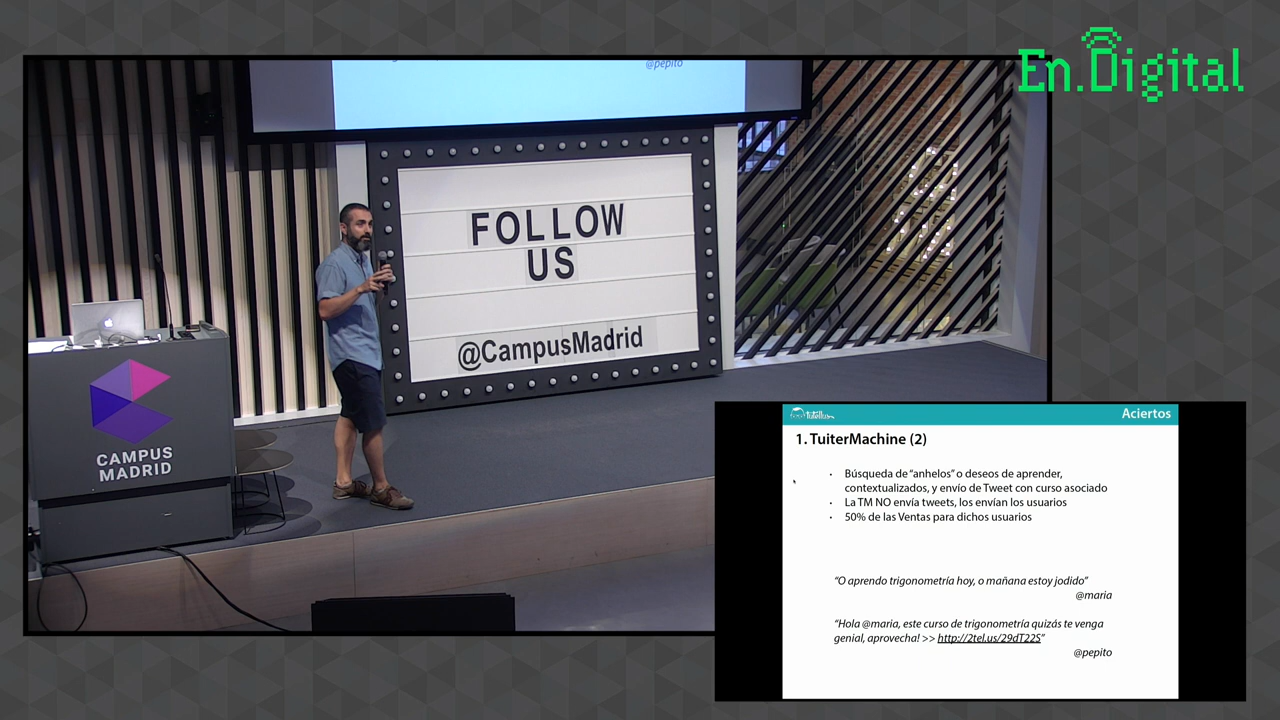 En.Digital
@pepito
FOLLOW
US
@CampusMadrid
CAMPUS
MADRID
tutellus
Aciertos
1. TuiterMachine (2)
· Búsqueda de “anhelos” o deseos de aprender,
contextualizados, y envío de Tweet con curso asociado
· La TM NO envía tweets, los envían los usuarios
· 50% de las Ventas para dichos usuarios
“O aprendo trigonometría hoy, o mañana estoy jodido”
@maria
“Hola @maria, este curso de trigonometría quizás te venga
genial, aprovecha! >> http://2tel.us/29dT22S”
@pepito